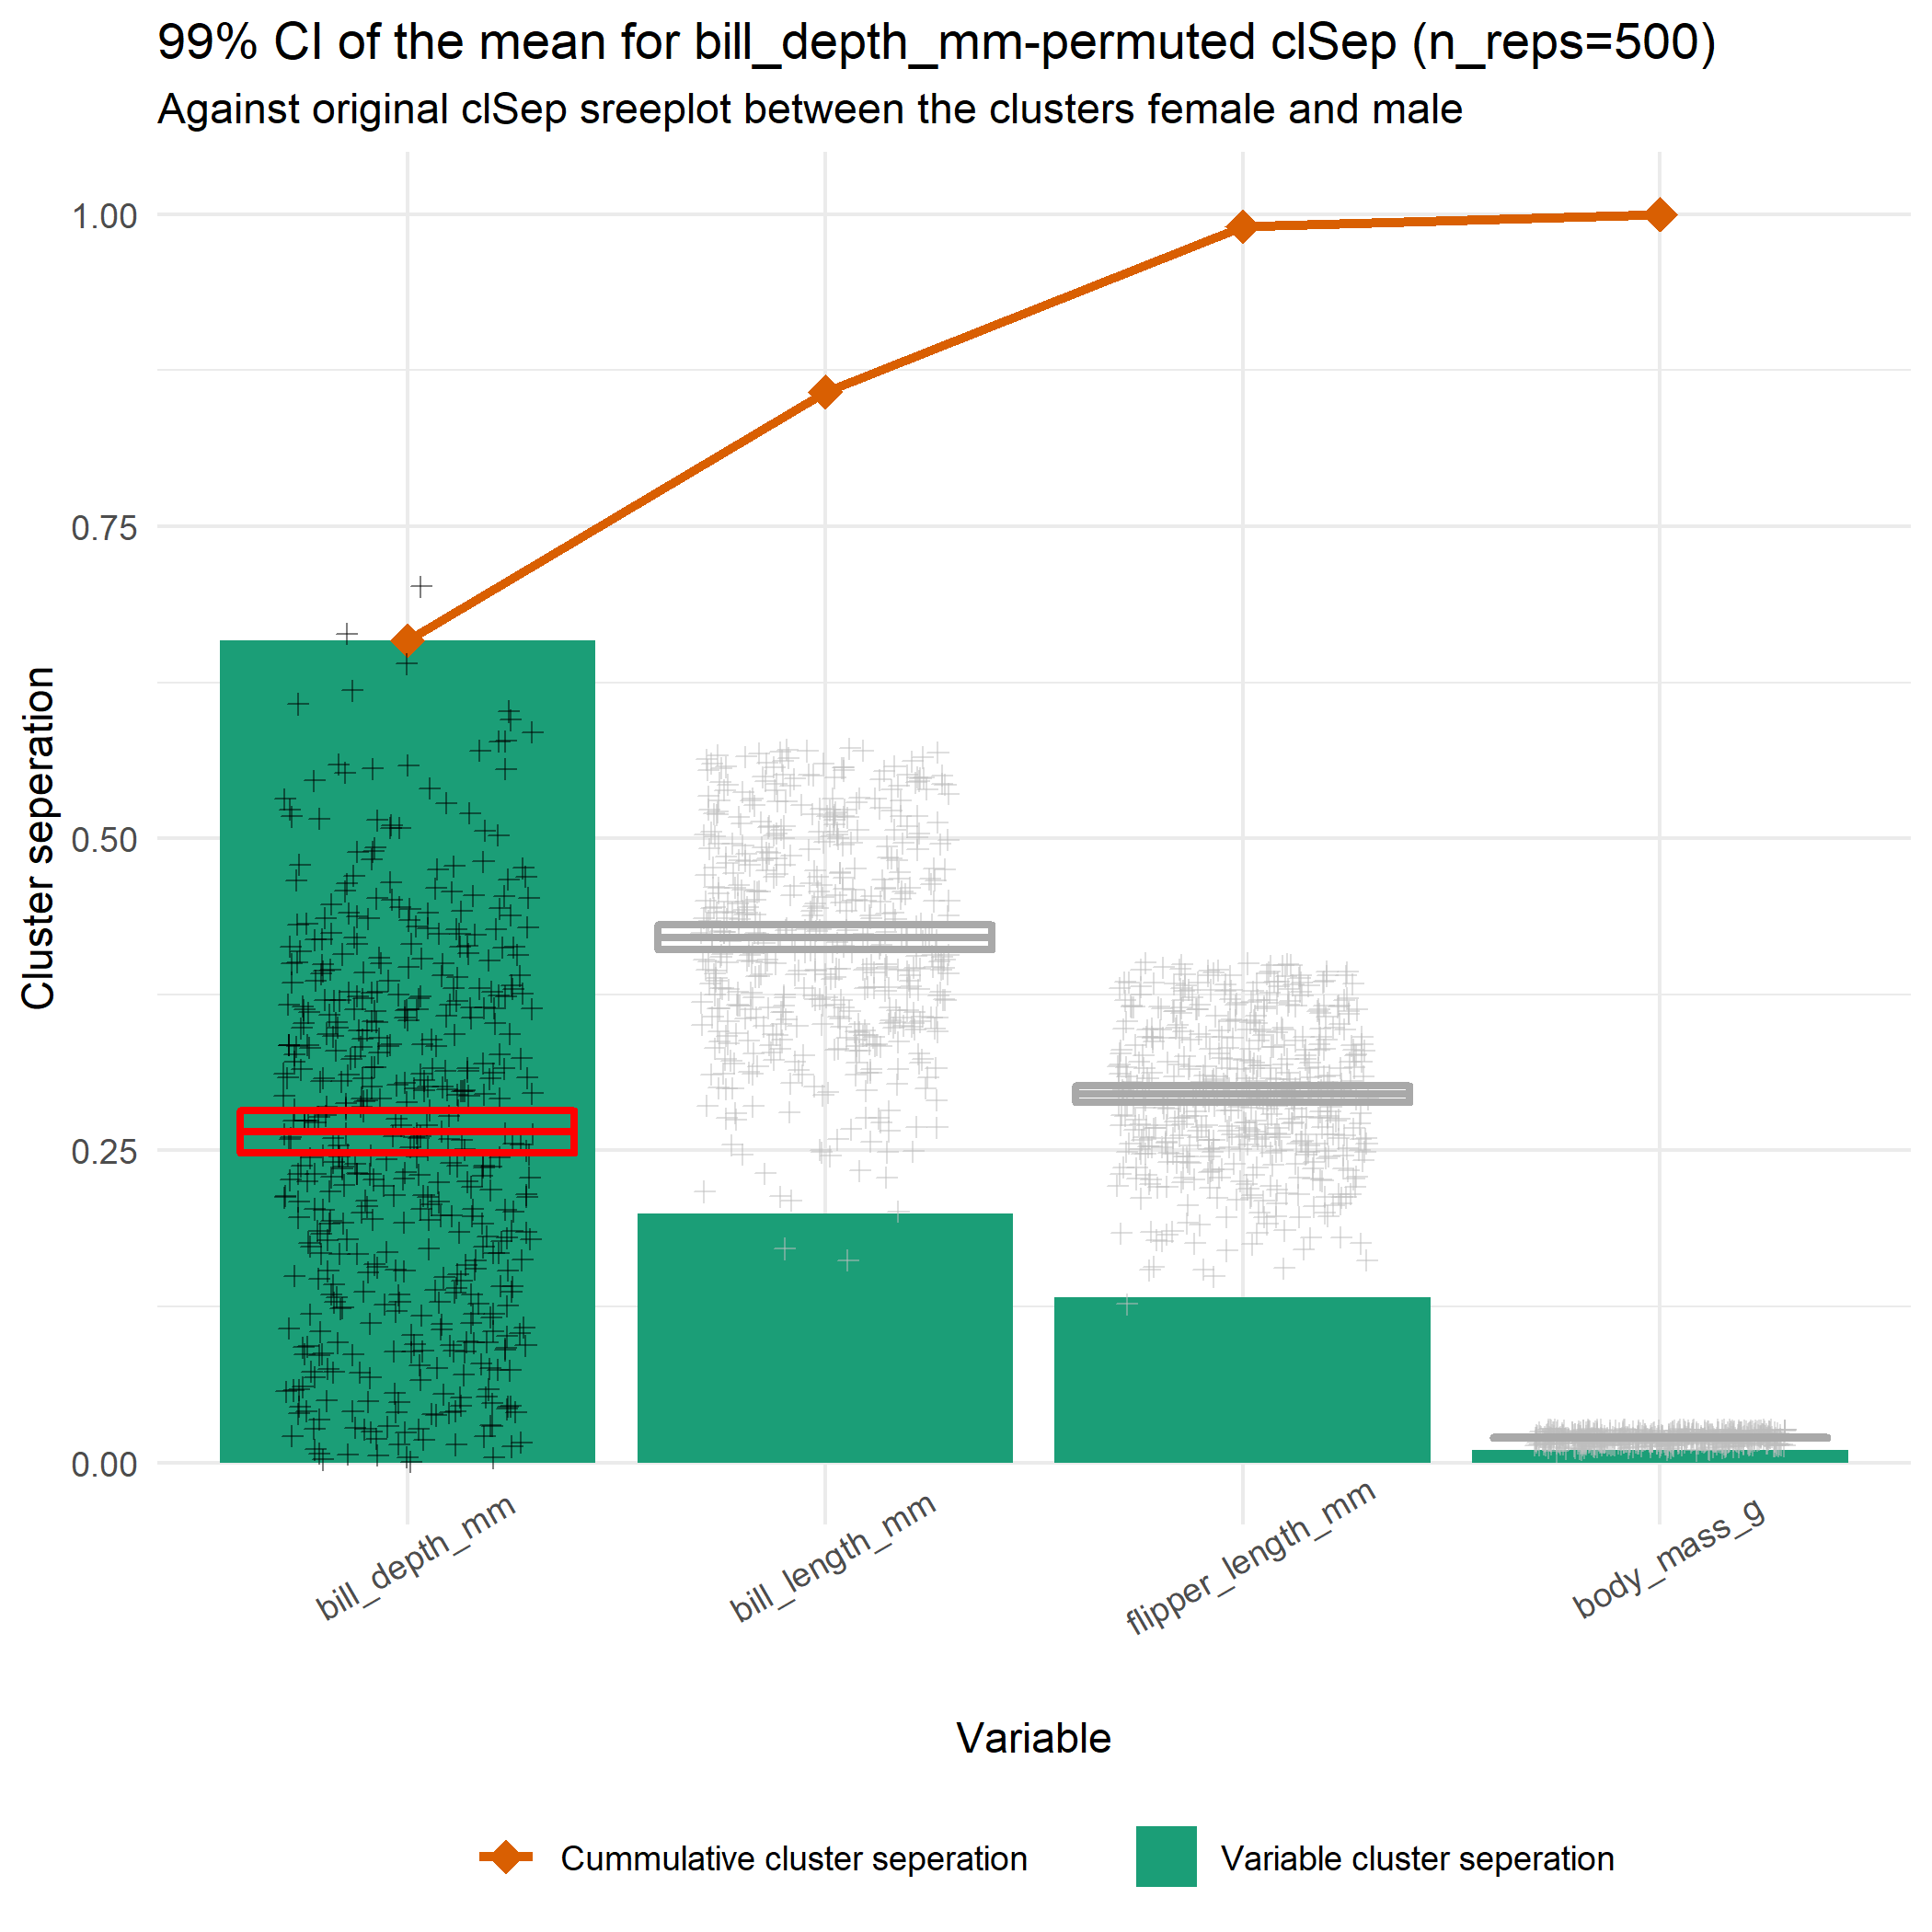 99% CI of the mean for bill_depth_mm-permuted clSep (n_reps=500)
Against original clSep sreeplot between the clusters female and male
Cluster seperation
1.00
0.75
0.50
0.25
0.00
bill_depth_mm
bill_length_mm
flipper_length_mm
body_mass_g
Variable
Cummulative cluster seperation
Variable cluster seperation